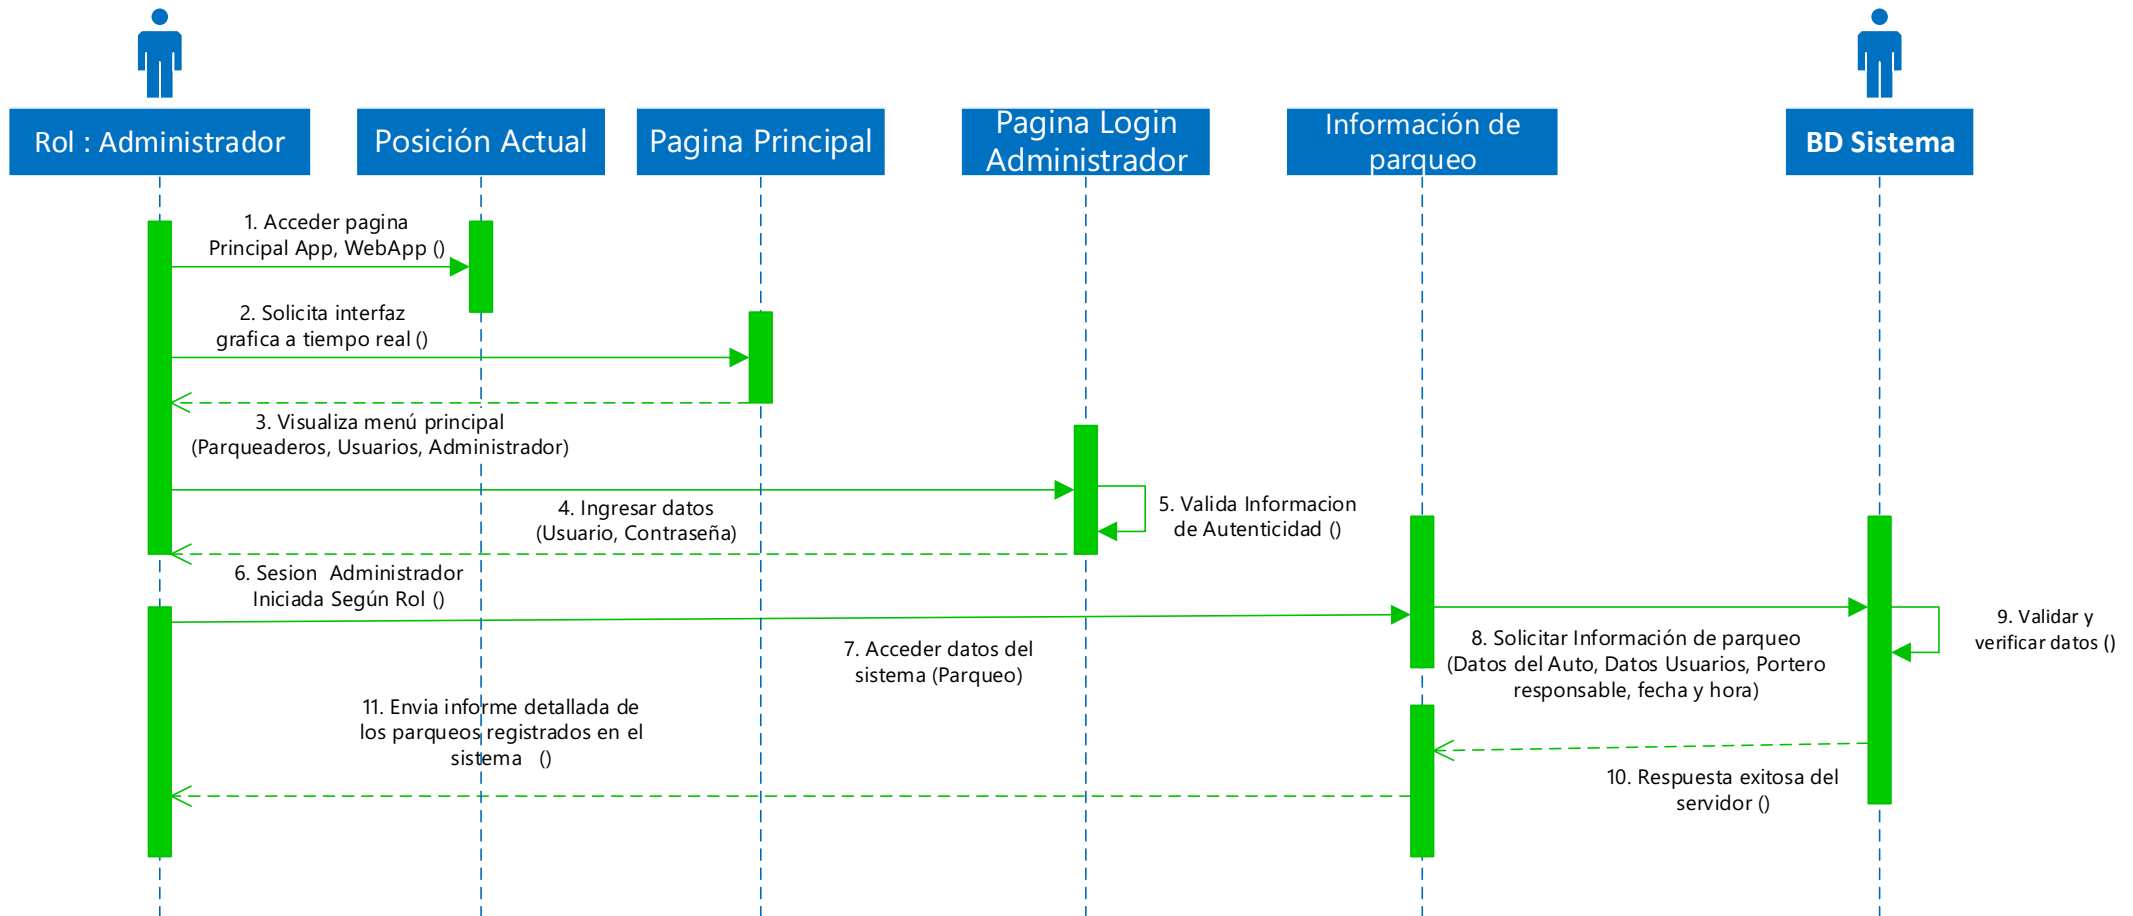 Rol : Administrador
Posición Actual
Pagina Principal
Pagina Login
Administrador
Información de
parqueo
BD Sistema
1. Acceder pagina
Principal App, WebApp ()
2. Solicita interfaz
grafica a tiempo real ()
3. Visualiza menú principal
(Parqueaderos, Usuarios, Administrador)
4. Ingresar datos
(Usuario, Contraseña)
5. Valida Informacion
de Autenticidad ()
6. Sesion Administrador
Iniciada Según Rol ()
7. Acceder datos del
sistema (Parqueo)
8. Solicitar Información de parqueo
(Datos del Auto, Datos Usuarios, Portero
responsable, fecha y hora)
9. Validar y
verificar datos ()
10. Respuesta exitosa del
servidor ()
11. Envia informe detallada de
los parqueos registrados en el
sistema ()